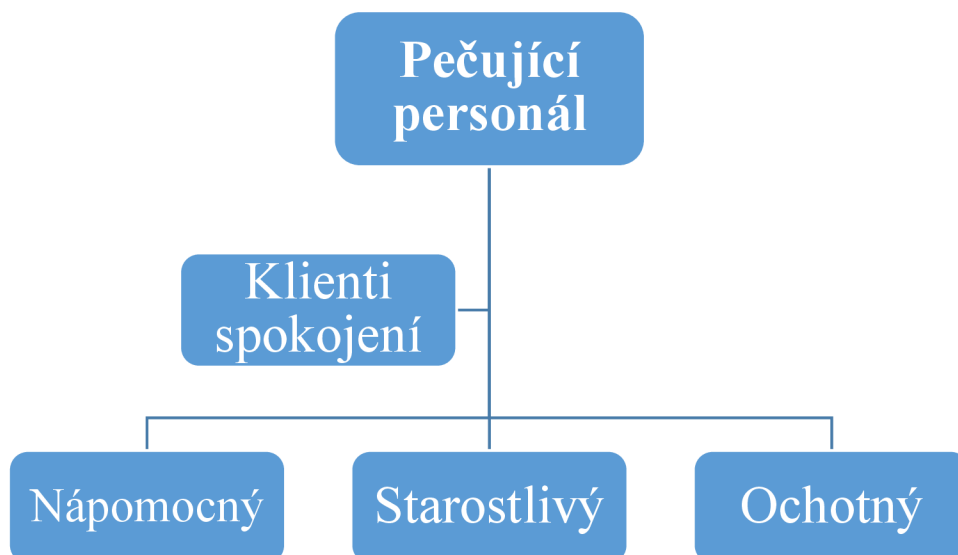 Pečující
personál
Klienti
spokojení
Nápomocný
Starostlivý
Ochotný